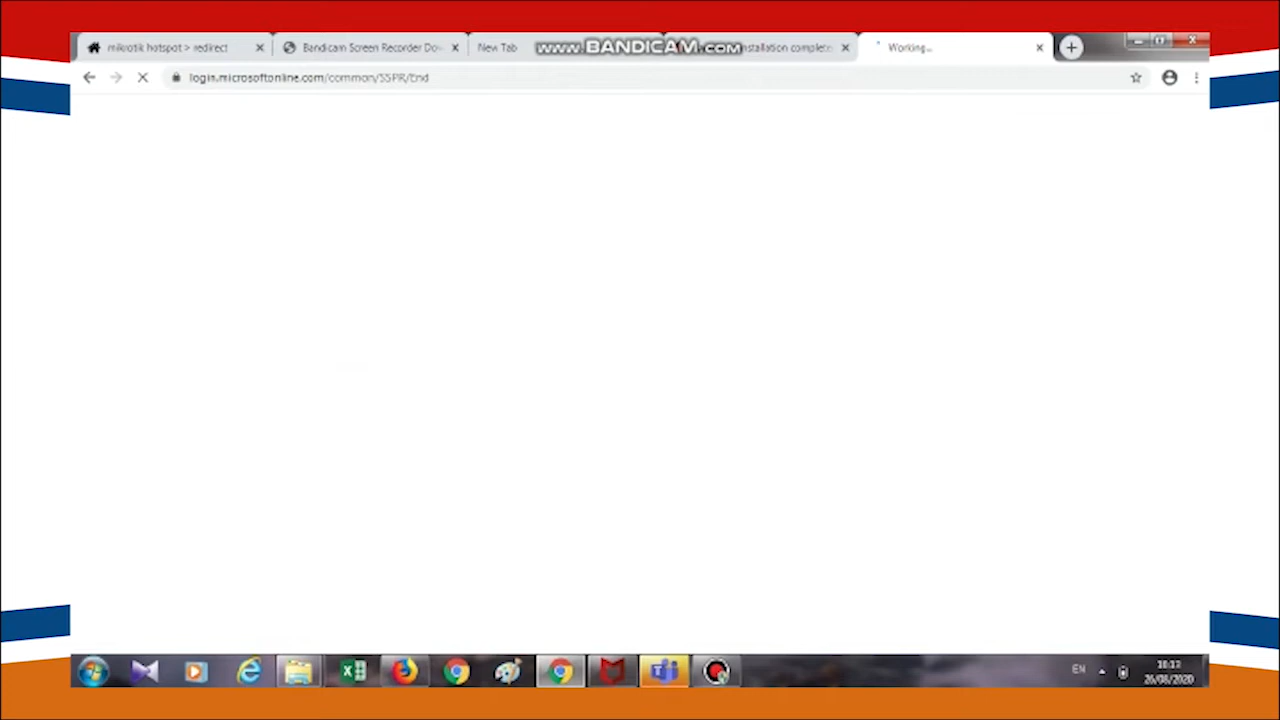 mikrotik hotspot > redirect
Bandicam Screen Recorder Dow
New Tab
www.BANDICAM.com
nstallation complete
Working...
login.microsoftonline.com/common/SSPR/End
EN
26/08/2020